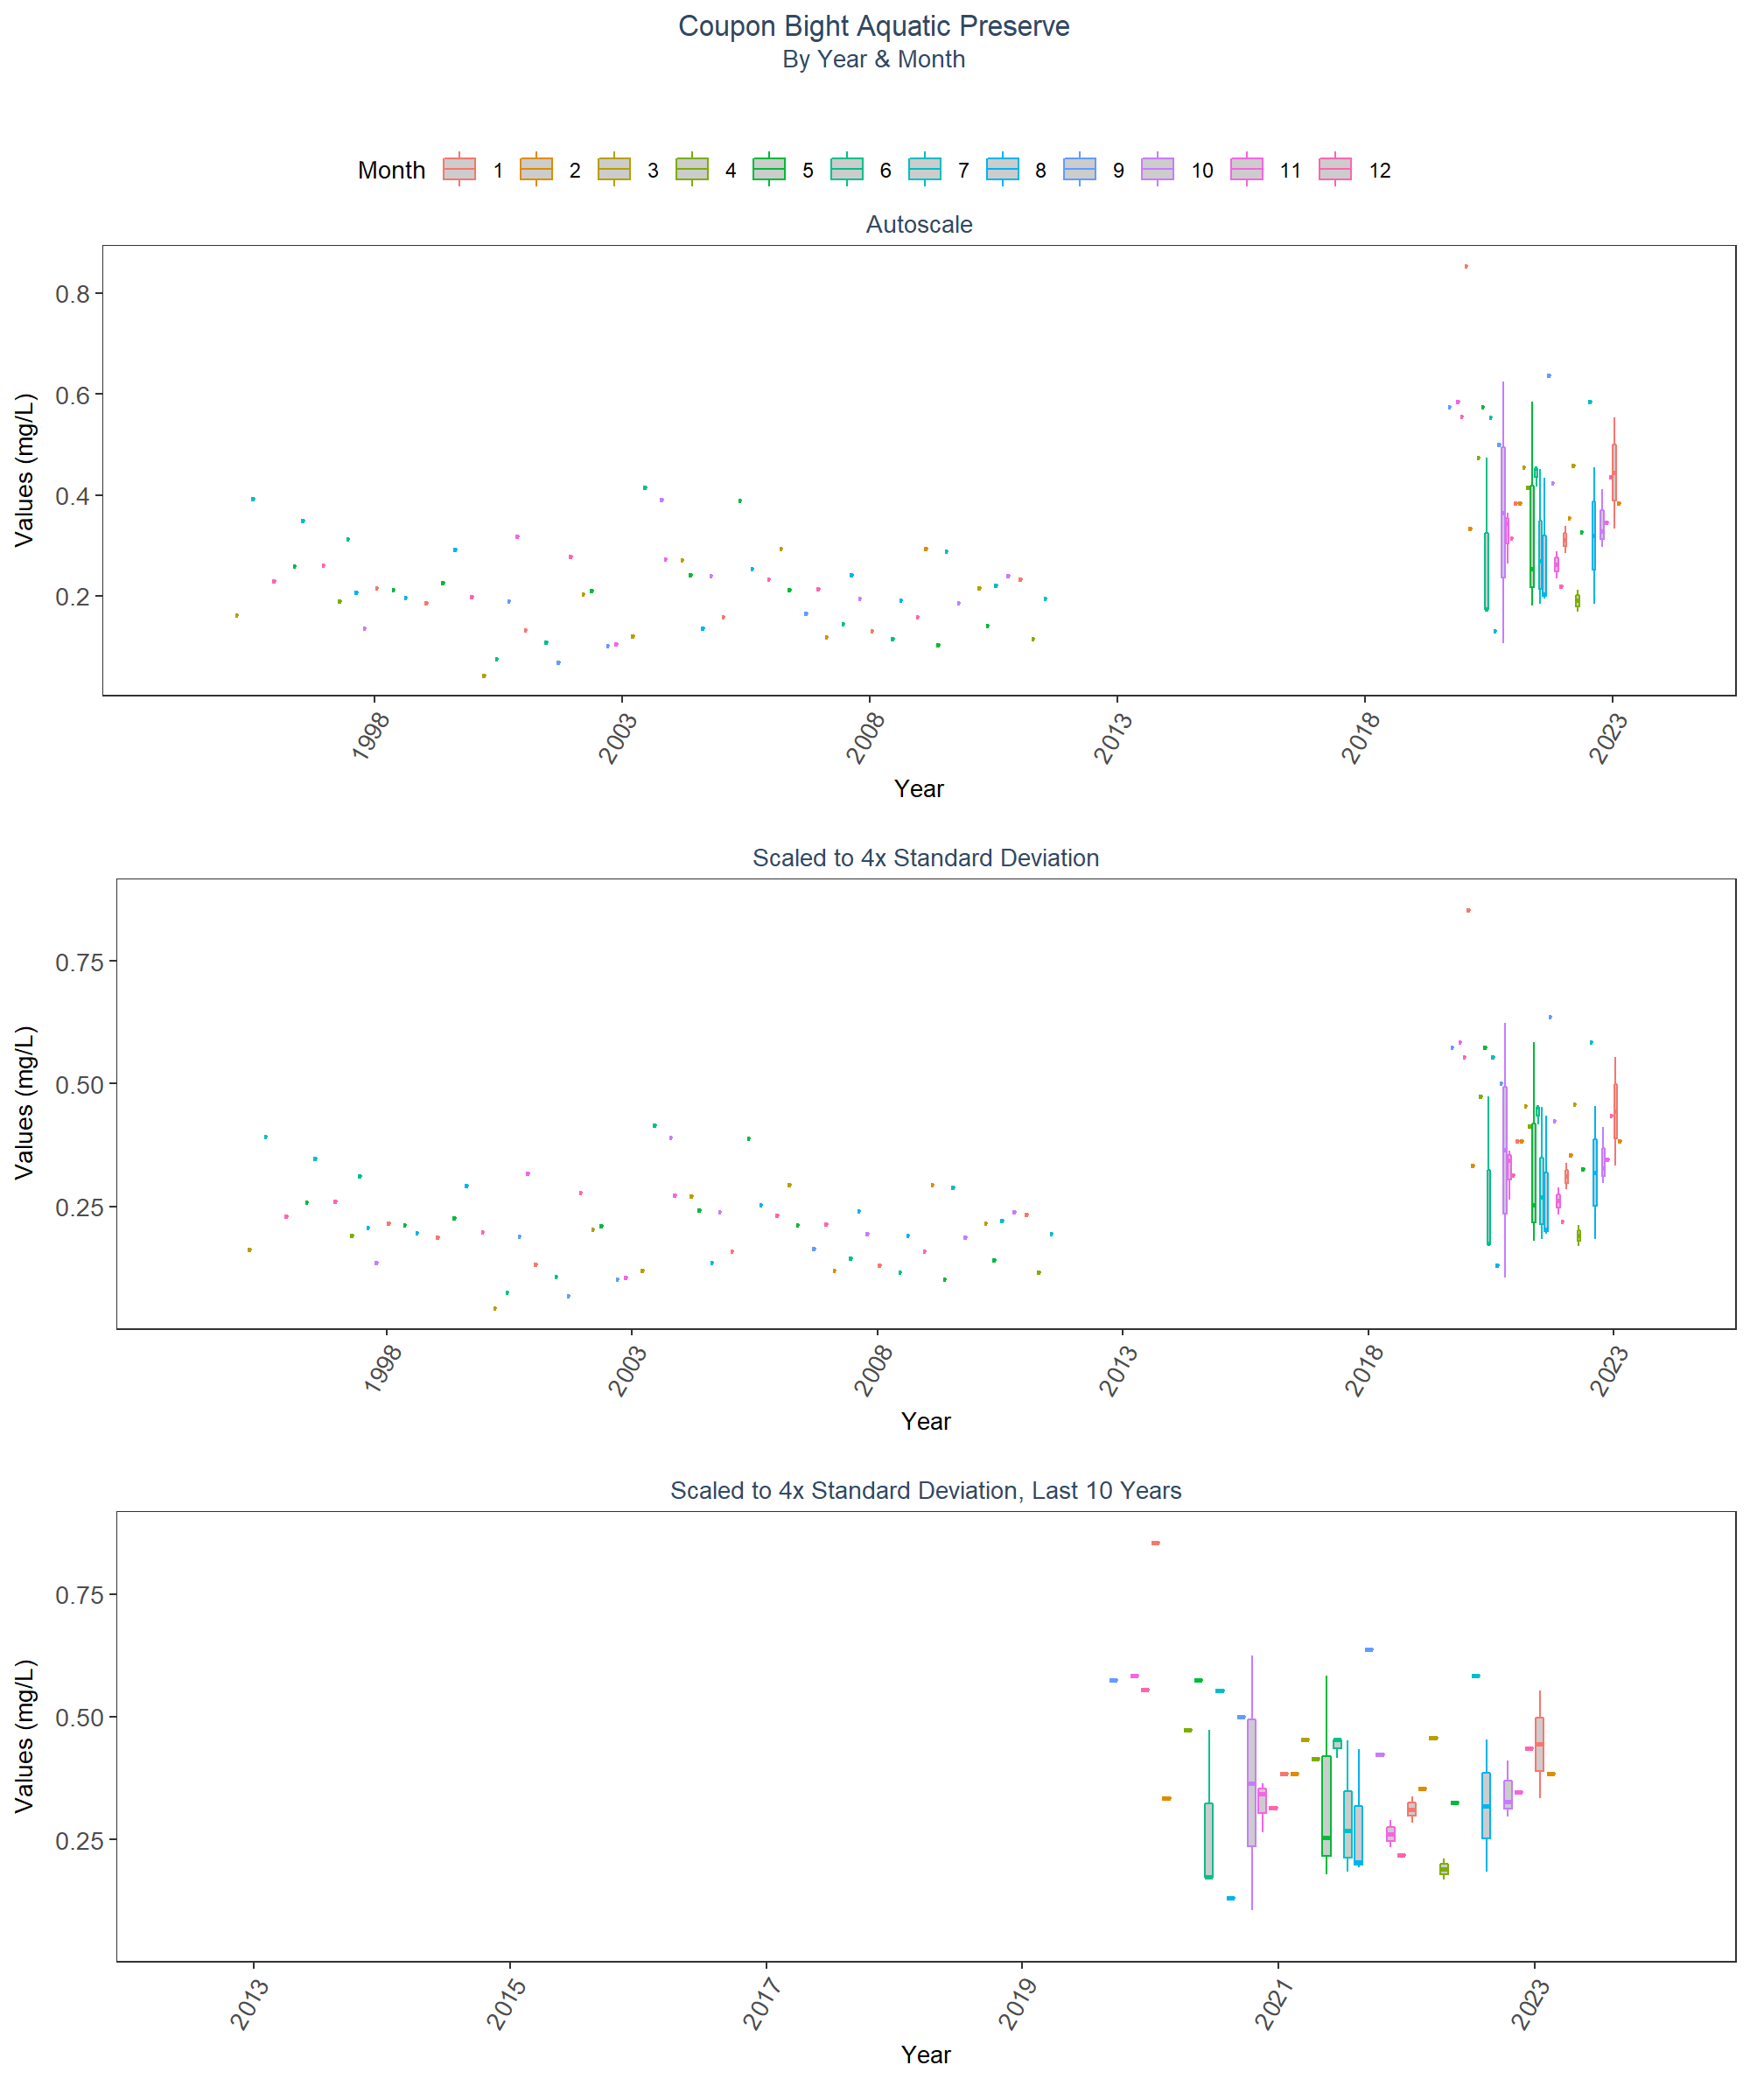 Coupon Bight Aquatic Preserve
By Year & Month
Month 1 2 3 4 5 6 7 8 9 10 11 12
Autoscale
Values (mg/L)
0.8
0.6
0.4
0.2
1998 2003 2008 2013 2018 2023
Year
Scaled to 4x Standard Deviation
Values (mg/L)
0.75
0.50
0.25
1998 2003 2008 2013 2018 2023
Year
Scaled to 4x Standard Deviation, Last 10 Years
Values (mg/L)
0.75
0.50
0.25
2013 2015 2017 2019 2021 2023
Year